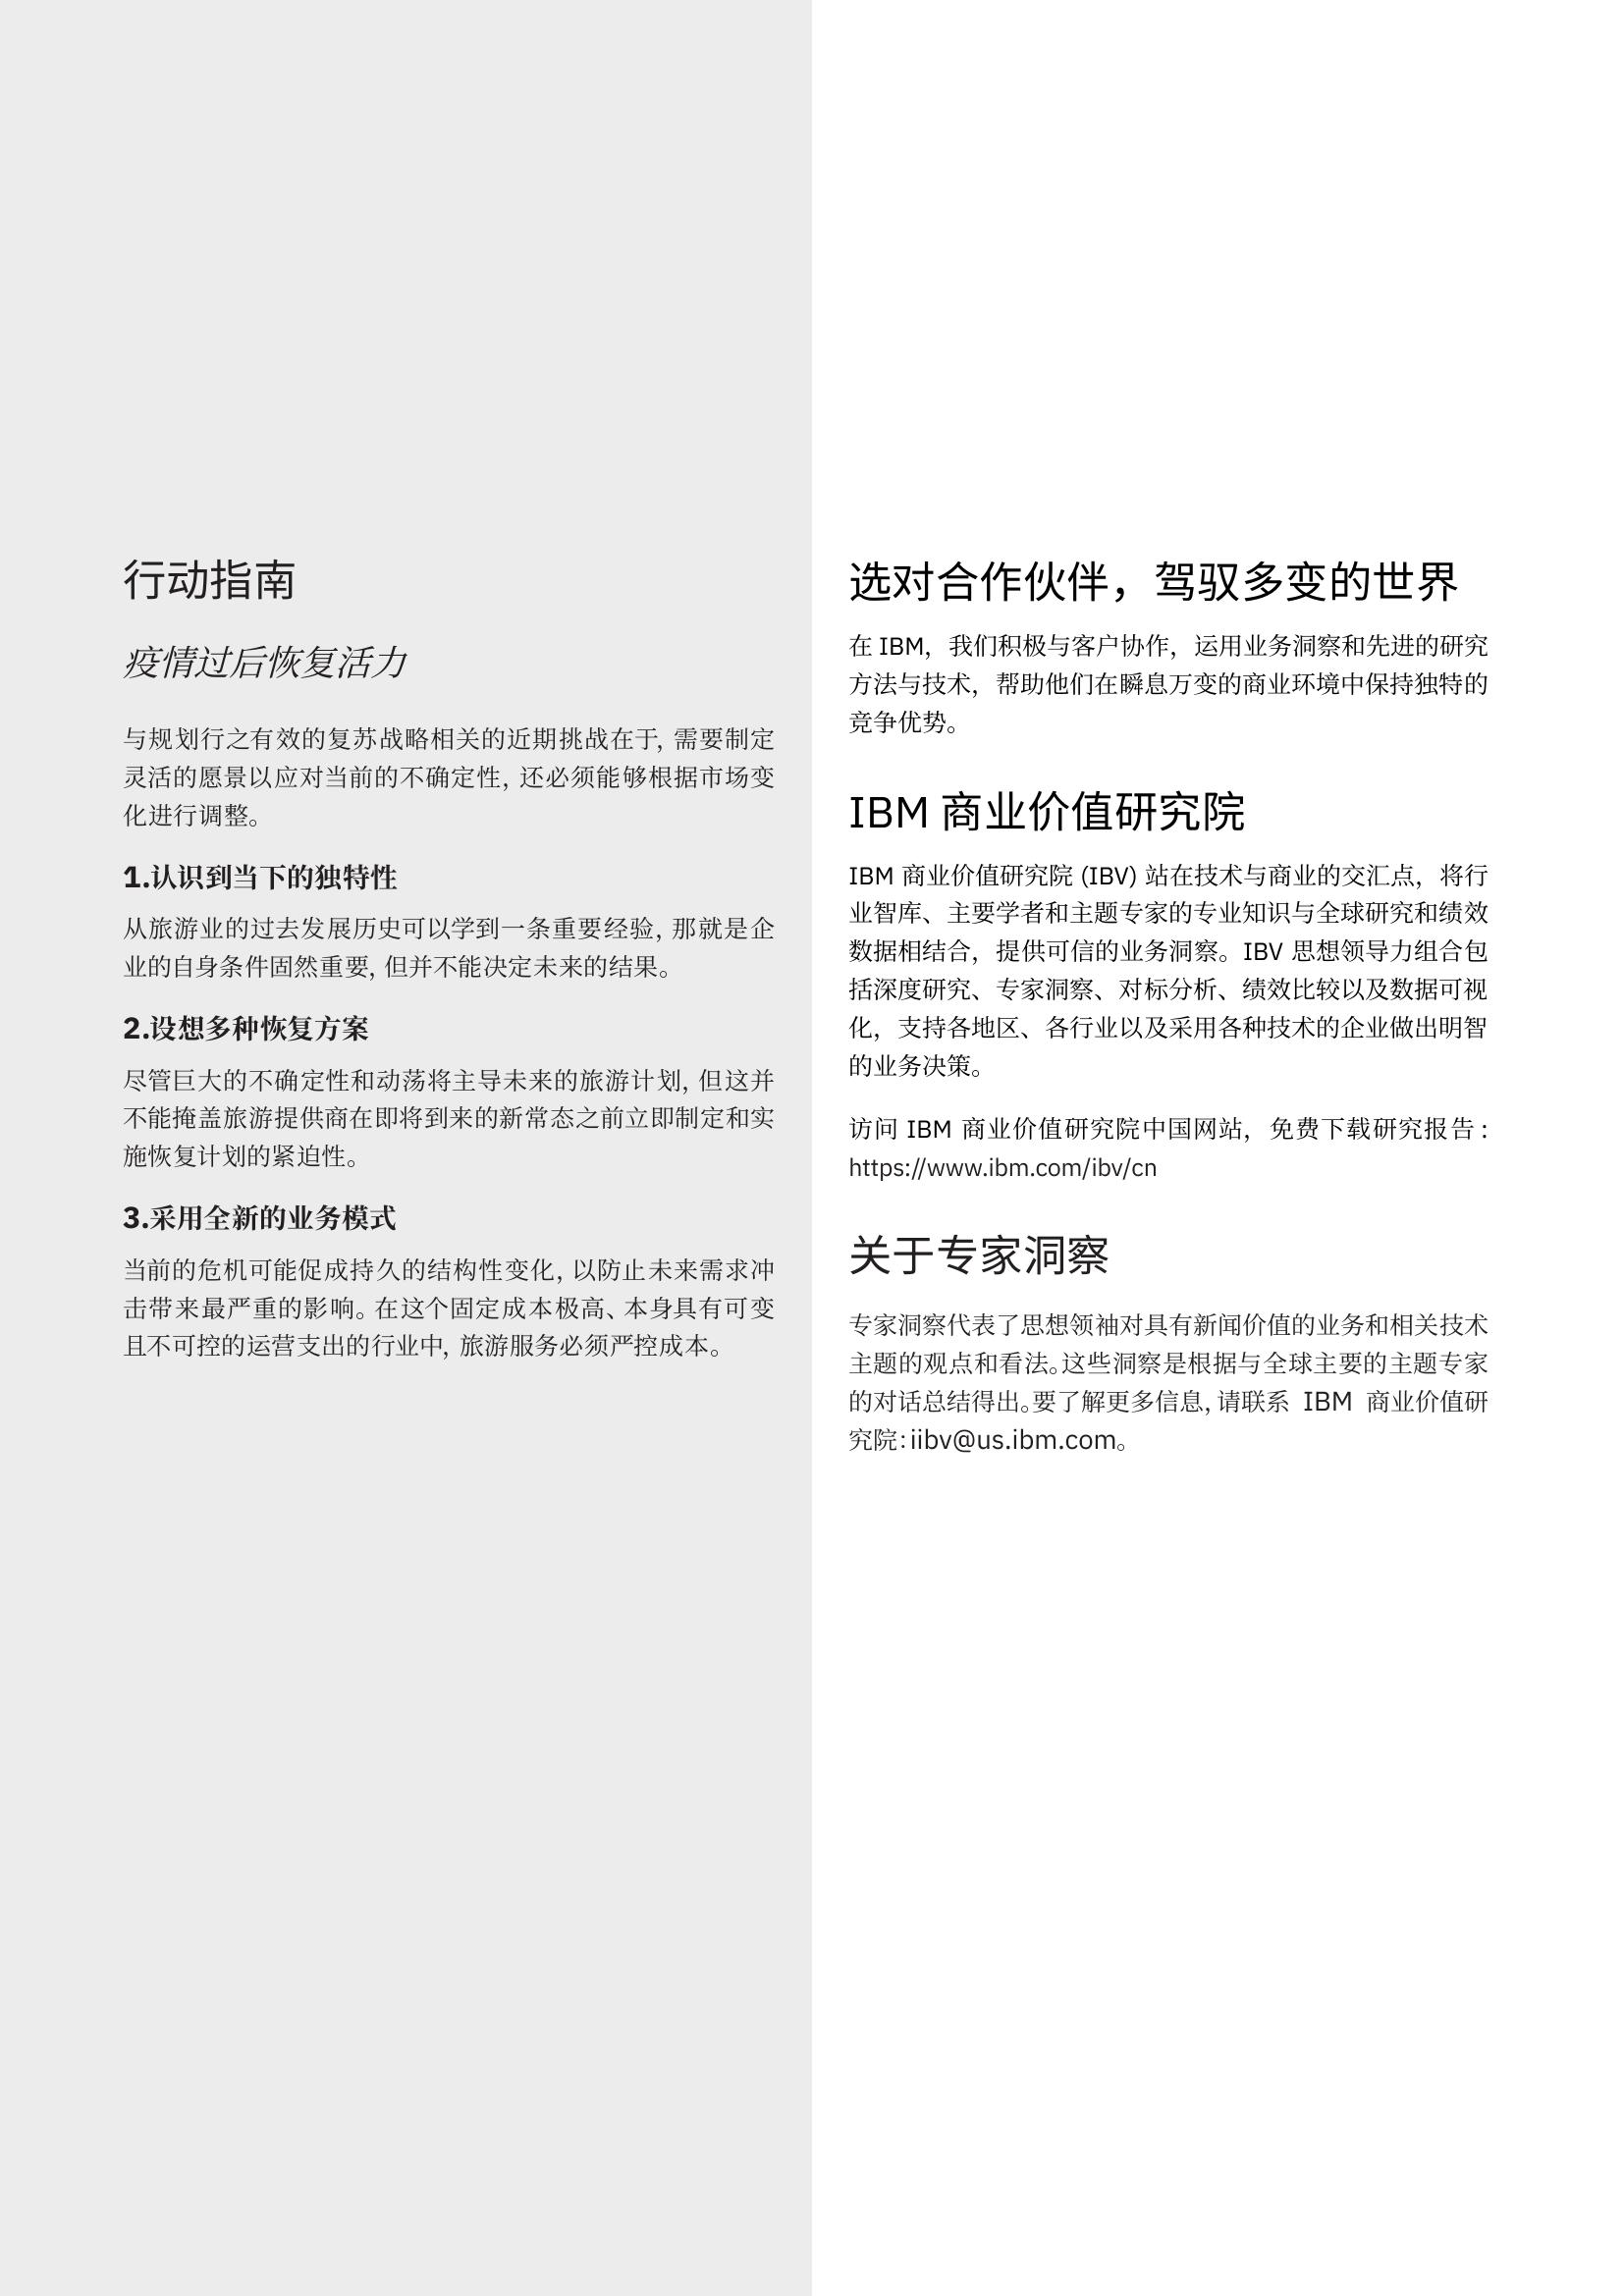 行动指南
疫情过后恢复活力
与规划行之有效的复苏战略相关的近期挑战在于, 需要制定
灵活的愿景以应对当前的不确定性, 还必须能够根据市场变
化进行调整。
1.认识到当下的独特性
从旅游业的过去发展历史可以学到一条重要经验, 那就是企
业的自身条件固然重要, 但并不能决定未来的结果。
2.设想多种恢复方案
尽管巨大的不确定性和动荡将主导未来的旅游计划, 但这并
不能掩盖旅游提供商在即将到来的新常态之前立即制定和实
施恢复计划的紧迫性。
3.采用全新的业务模式
当前的危机可能促成持久的结构性变化, 以防止未来需求冲
击带来最严重的影响。在这个固定成本极高、本身具有可变
且不可控的运营支出的行业中, 旅游服务必须严控成本。
选对合作伙伴，驾驭多变的世界
在 IBM，我们积极与客户协作，运用业务洞察和先进的研究
方法与技术，帮助他们在瞬息万变的商业环境中保持独特的
竞争优势。
IBM 商业价值研究院
IBM 商业价值研究院 (IBV) 站在技术与商业的交汇点，将行
业智库、主要学者和主题专家的专业知识与全球研究和绩效
数据相结合，提供可信的业务洞察。IBV 思想领导力组合包
括深度研究、专家洞察、对标分析、绩效比较以及数据可视
化，支持各地区、各行业以及采用各种技术的企业做出明智
的业务决策。
访问 IBM 商业价值研究院中国网站，免费下载研究报告：
https://www.ibm.com/ibv/cn
关于专家洞察
专家洞察代表了思想领袖对具有新闻价值的业务和相关技术
主题的观点和看法。这些洞察是根据与全球主要的主题专家
的对话总结得出。要了解更多信息, 请联系 IBM 商业价值研
究院：iibv@us.ibm.com。